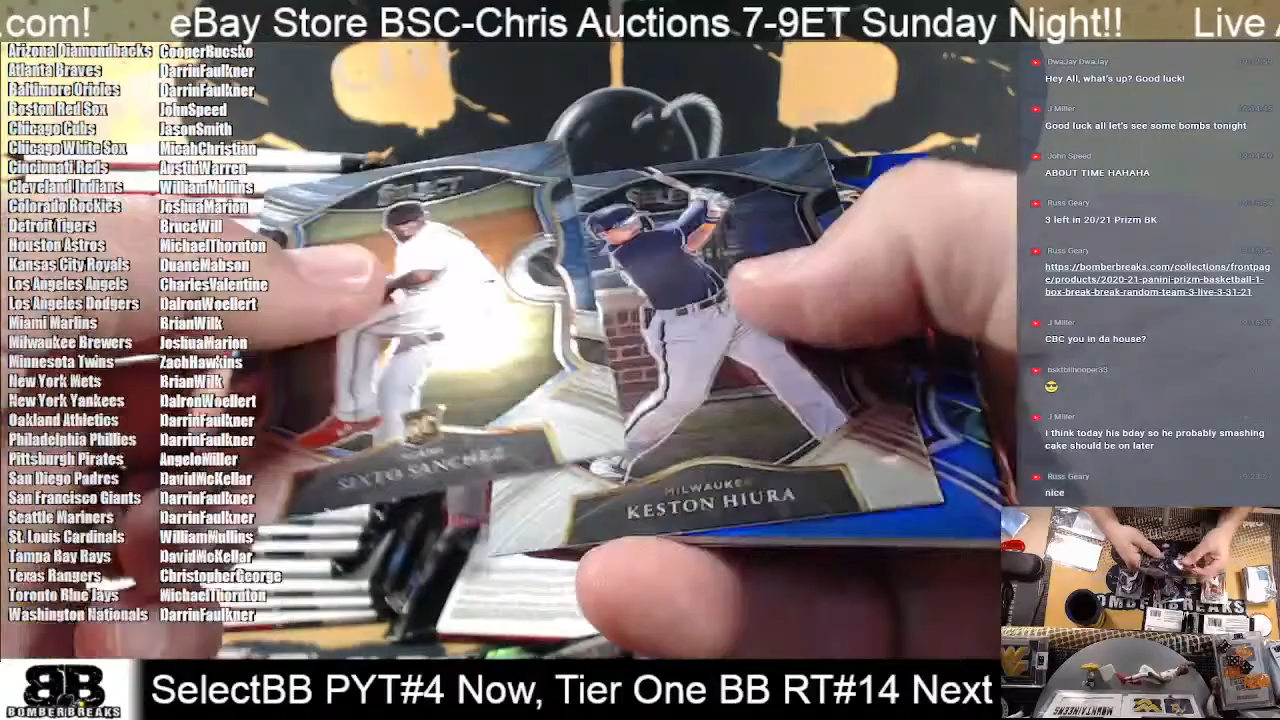 .com! eBay Store BSC-Chris Auctions 7-9ET Sunday Night!! Live
Arizona Diamondbacks CooperBucsko
Atlanta Braves DarrinFaulkner
Baltimore Orioles DarrinFaulkner
Boston Red Sox JohnSpeed
Chicago Cubs JasonSmith
Chicago White Sox MicahChristian
Cincinnati Reds AustinWarren
Cleveland Indians WilliamMullins
Colorado Rockies JoshuaMarion
Detroit Tigers BruceWill
Houston Astros MichaelThornton
Kansas City Royals DuaneMabson
Los Angeles Angels CharlesValentine
Los Angeles Dodgers DalronWoellert
Miami Marlins BrianWilk
Milwaukee Brewers JoshuaMarion
Minnesota Twins ZachHawkins
New York Mets BrianWilk
New York Yankees DalronWoellert
Oakland Athletics DarrinFaulkner
Philadelphia Phillies DarrinFaulkner
Pittsburgh Pirates AngeloMiller
San Diego Padres DavidMcKellar
San Francisco Giants DarrinFaulkner
Seattle Mariners DarrinFaulkner
St. Louis Cardinals WilliamMullins
Tampa Bay Rays DavidMcKellar
Texas Rangers ChristopherGeorge
Toronto Blue Jays MichaelThornton
Washington Nationals DarrinFaulkner
SELECT
SIXTO SANCHEZ
MILWAUKEE
KESTON HIURA
DwaJay DwaJay
Hey All, what's up? Good luck!
J Miller
Good luck all let's see some bombs tonight
John Speed
ABOUT TIME HAHAHA
Russ Geary
3 left in 20/21 Prizm BK
Russ Geary
https://bomberbreaks.com/collections/frontpag
e/products/2020-21-panini-prizm-basketball-1-
box-break-break-random-team-3-live-3-31-21
J Miller
CBC you in da house?
J Miller
I think today his bday so he probably smashing
cake should be on later
Russ Geary
nice
BOMBERBREAKS
MOUNTAINEERS
BB
BOMBERBREAKS
SelectBB PYT#4 Now, Tier One BB RT#14 Next